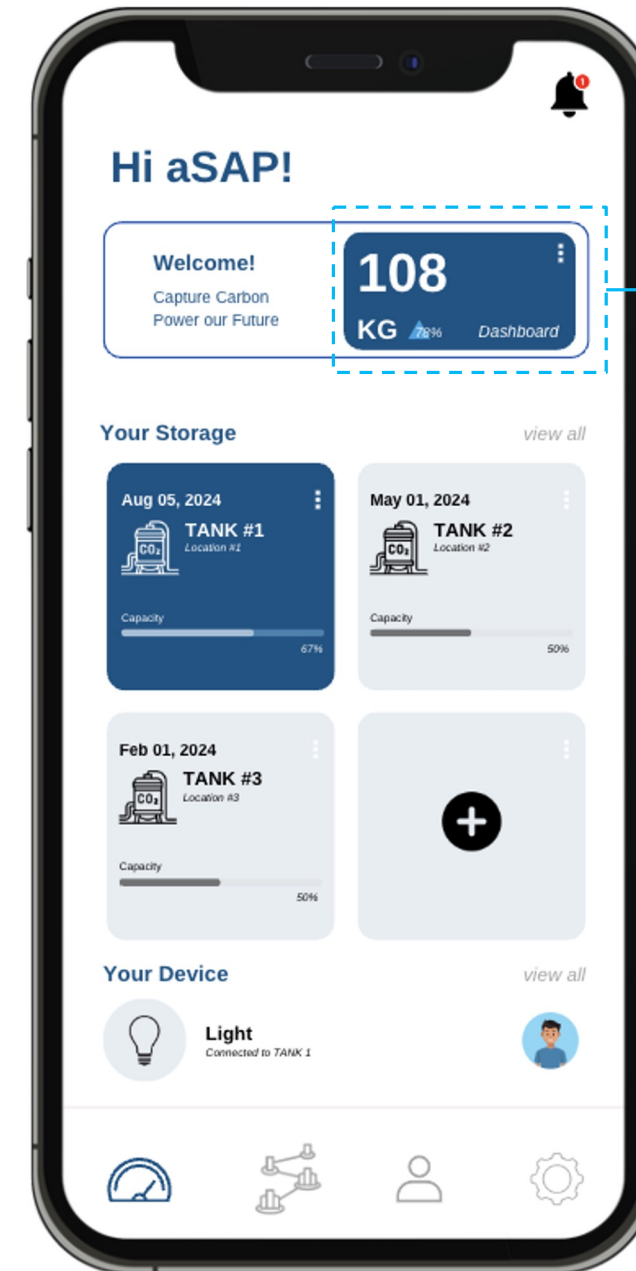 1
Hi aSAP!
Welcome!
Capture Carbon
Power our Future
108
KG 78% Dashboard
Your Storage view all
Aug 05, 2024
TANK #1
Location #1
CO₂
Capacity
67%
May 01, 2024
TANK #2
Location #2
CO₂
Capacity
50%
Feb 01, 2024
TANK #3
Location #3
CO₂
Capacity
50%
Your Device view all
Light
Connected to TANK 1